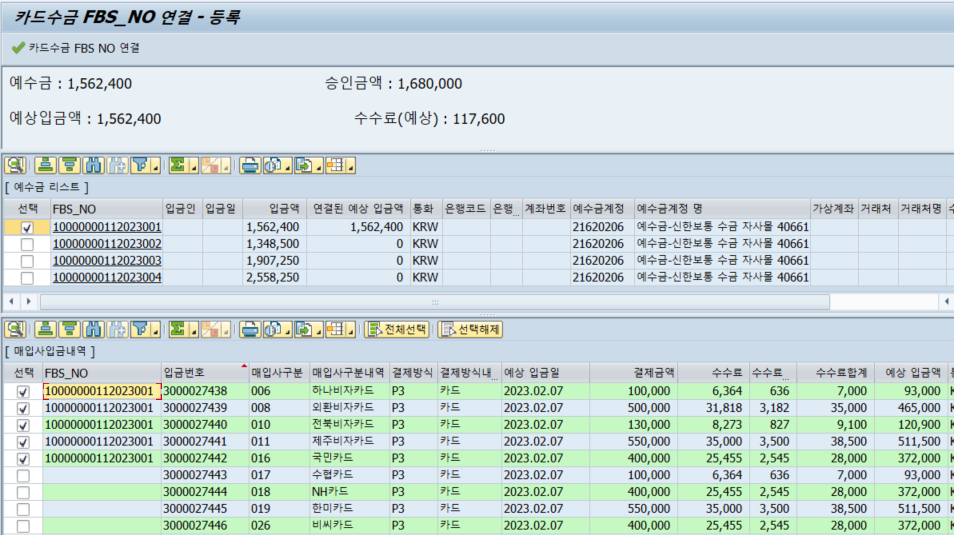 카드수금 FBS_NO 연결 - 등록
카드수금 FBS NO 연결
예수금 : 1,562,400 승인금액 : 1,680,000
예상입금액 : 1,562,400 수수료(예상) : 117,600
[ 예수금 리스트 ]
선택 FBS_NO 입금인 입금일 입금액 연결된 예상 입금액 통화 은행코드 은행... 계좌번호 예수금계정 예수금계정 명 가상계좌 거래처 거래처명
10000000112023001 1,562,400 1,562,400 KRW 21620206 예수금-신한보통 수금 자사몰 40661
10000000112023002 1,348,500 0 KRW 21620206 예수금-신한보통 수금 자사몰 40661
10000000112023003 1,907,250 0 KRW 21620206 예수금-신한보통 수금 자사몰 40661
10000000112023004 2,558,250 0 KRW 21620206 예수금-신한보통 수금 자사몰 40661
전체선택 선택해제
[ 매입사입금내역 ]
선택 FBS_NO 입금번호 매입사구분 매입사구분내역 결제방식 결제방식내... 예상 입금일 결제금액 수수료 수수료... 수수료합계 예상 입금액
10000000112023001 3000027438 006 하나비자카드 P3 카드 2023.02.07 100,000 6,364 636 7,000 93,000
10000000112023001 3000027439 008 외환비자카드 P3 카드 2023.02.07 500,000 31,818 3,182 35,000 465,000
10000000112023001 3000027440 010 전북비자카드 P3 카드 2023.02.07 130,000 8,273 827 9,100 120,900
10000000112023001 3000027441 011 제주비자카드 P3 카드 2023.02.07 550,000 35,000 3,500 38,500 511,500
10000000112023001 3000027442 016 국민카드 P3 카드 2023.02.07 400,000 25,455 2,545 28,000 372,000
3000027443 017 수협카드 P3 카드 2023.02.07 100,000 6,364 636 7,000 93,000
3000027444 018 NH카드 P3 카드 2023.02.07 400,000 25,455 2,545 28,000 372,000
3000027445 019 한미카드 P3 카드 2023.02.07 550,000 35,000 3,500 38,500 511,500
3000027446 026 비씨카드 P3 카드 2023.02.07 400,000 25,455 2,545 28,000 372,000